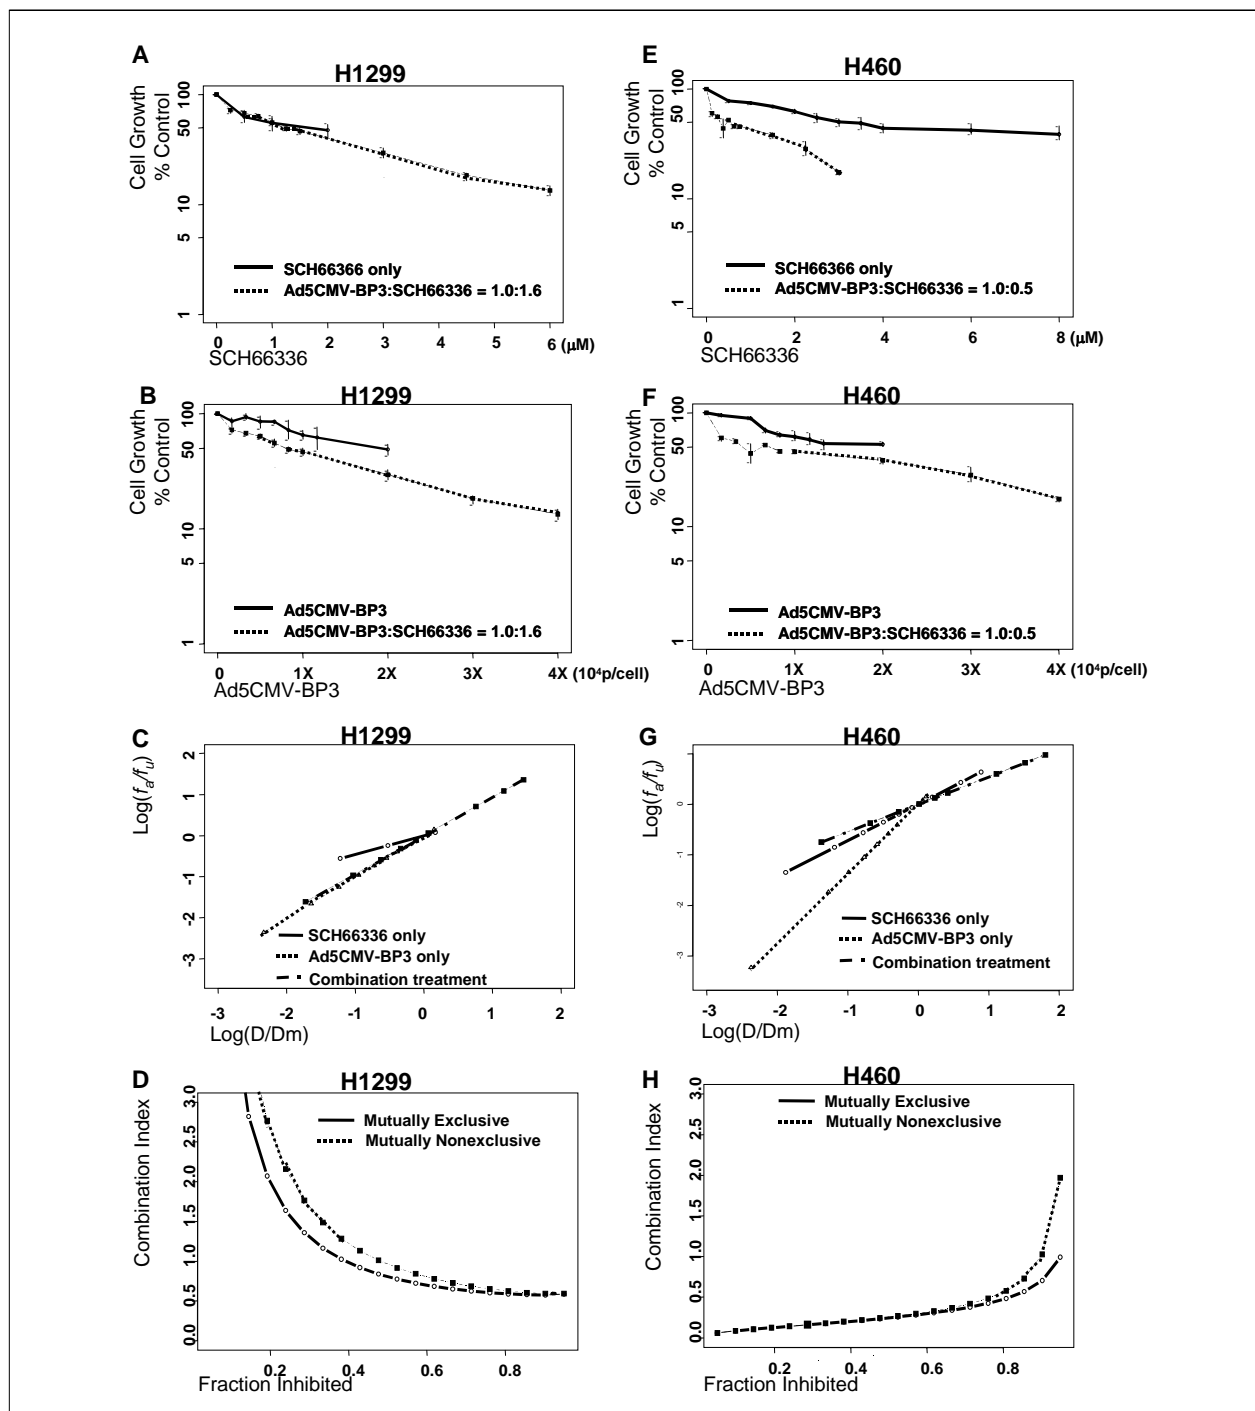 A
H1299
Cell Growth
% Control
100
50
10
5
1
SCH66366 only
Ad5CMV-BP3:SCH66336 = 1.0:1.6
0 1 2 3 4 5 6 (μM)
SCH66336
E
H460
Cell Growth
% Control
100
50
10
5
1
SCH66366 only
Ad5CMV-BP3:SCH66336 = 1.0:0.5
0 2 4 6 8 (μM)
SCH66336
B
H1299
Cell Growth
% Control
100
50
10
5
1
Ad5CMV-BP3
Ad5CMV-BP3:SCH66336 = 1.0:1.6
0 1X 2X 3X 4X (10⁴p/cell)
Ad5CMV-BP3
F
H460
Cell Growth
% Control
100
50
10
5
1
Ad5CMV-BP3
Ad5CMV-BP3:SCH66336 = 1.0:0.5
0 1X 2X 3X 4X (10⁴p/cell)
Ad5CMV-BP3
C
H1299
Log(fa/fu)
2
1
0
-1
-2
-3
SCH66336 only
Ad5CMV-BP3 only
Combination treatment
-3 -2 -1 0 1 2
Log(D/Dm)
G
H460
Log(fa/fu)
0
-1
-2
-3
SCH66336 only
Ad5CMV-BP3 only
Combination treatment
-3 -2 -1 0 1 2
Log(D/Dm)
D
H1299
Combination Index
3.0
2.5
2.0
1.5
1.0
0.5
0.0
Mutually Exclusive
Mutually Nonexclusive
0.2 0.4 0.6 0.8
Fraction Inhibited
H
H460
Combination Index
3.0
2.5
2.0
1.5
1.0
0.5
0.0
Mutually Exclusive
Mutually Nonexclusive
0.2 0.4 0.6 0.8
Fraction Inhibited